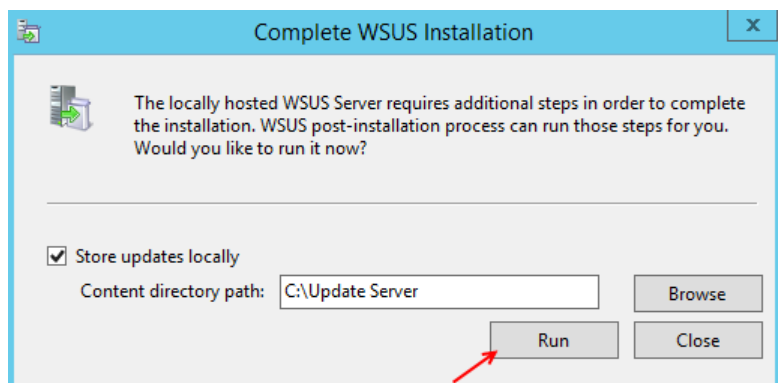 Complete WSUS Installation
x
The locally hosted WSUS Server requires additional steps in order to complete
the installation. WSUS post-installation process can run those steps for you.
Would you like to run it now?
Store updates locally
Content directory path: C:\Update Server Browse
Run Close